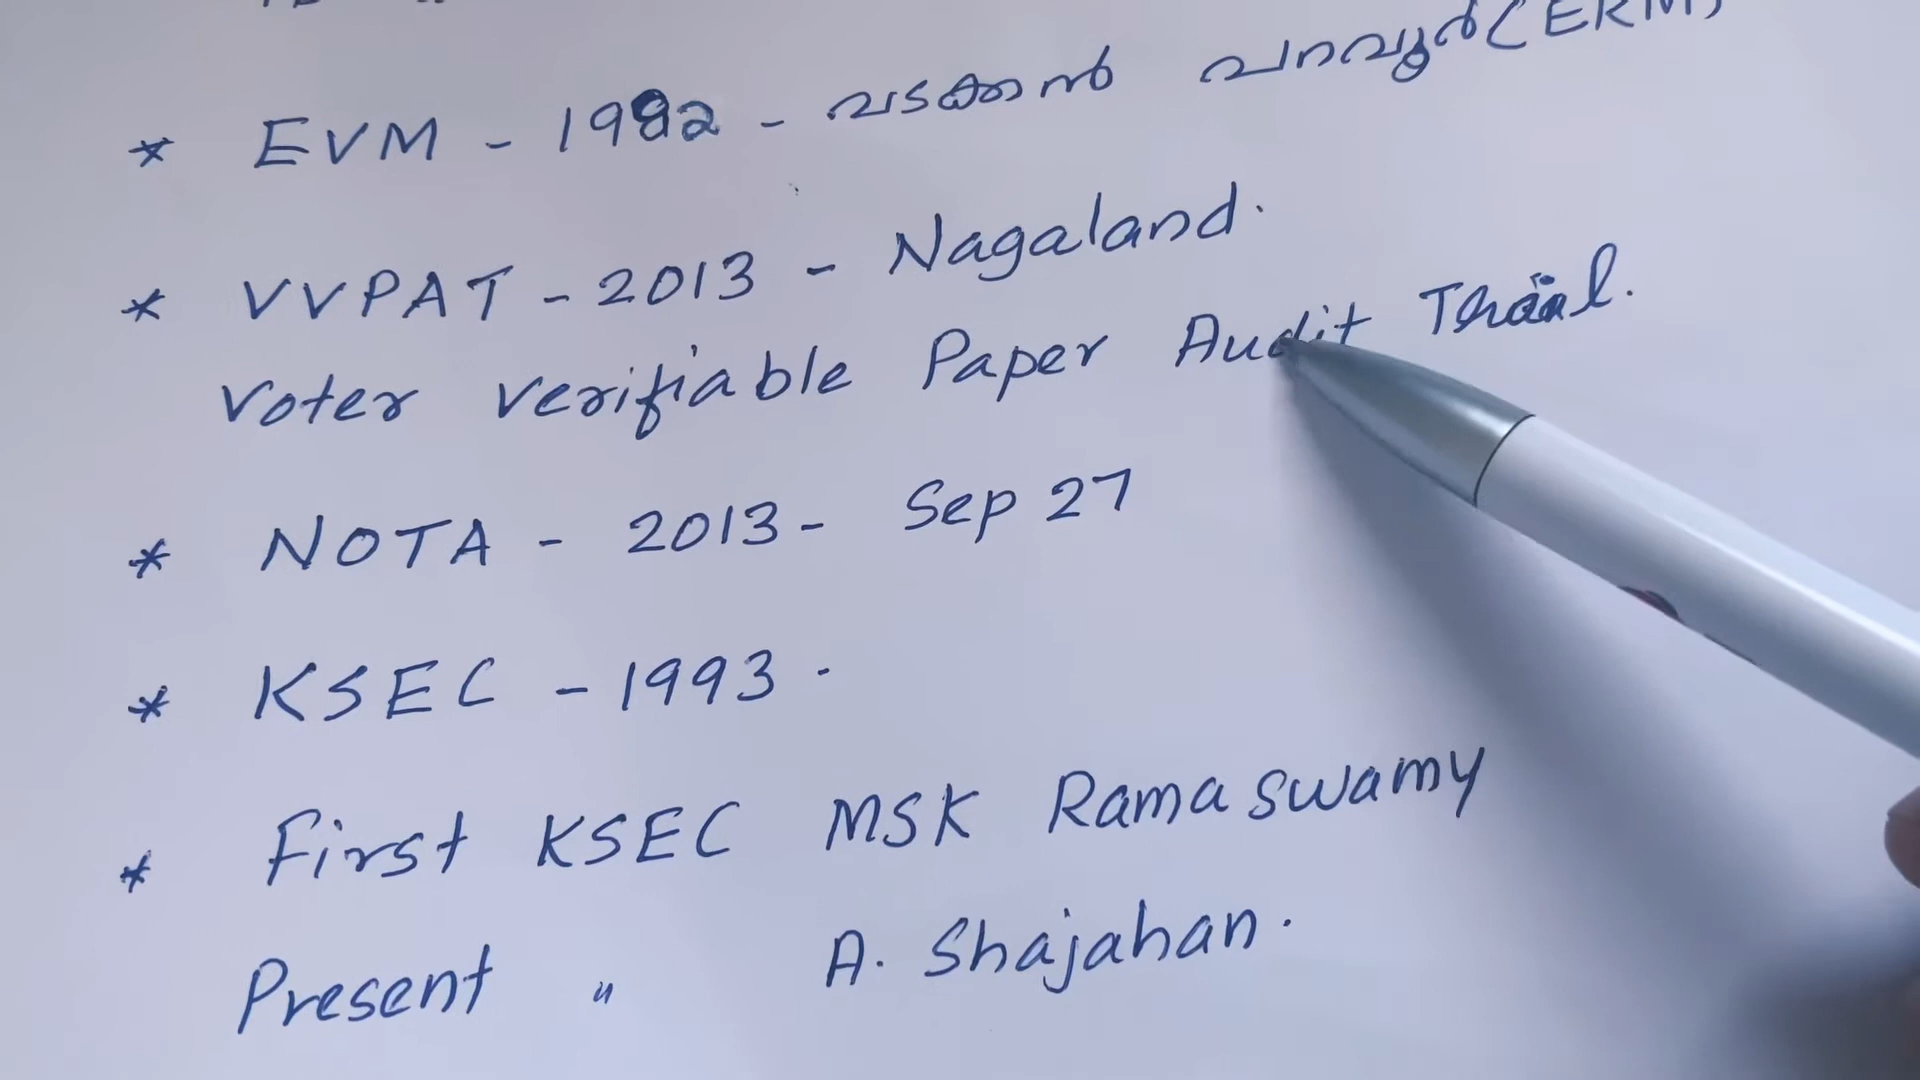 * EVM - 1982 - വടക്കൻ പറവൂർ (ERM)
* VVPAT - 2013 - Nagaland.
Voter Verifiable Paper Audit Trail.
* NOTA - 2013 - Sep 27
* KSEC - 1993.
* First KSEC MSK Ramaswamy
Present " A. Shajahan.